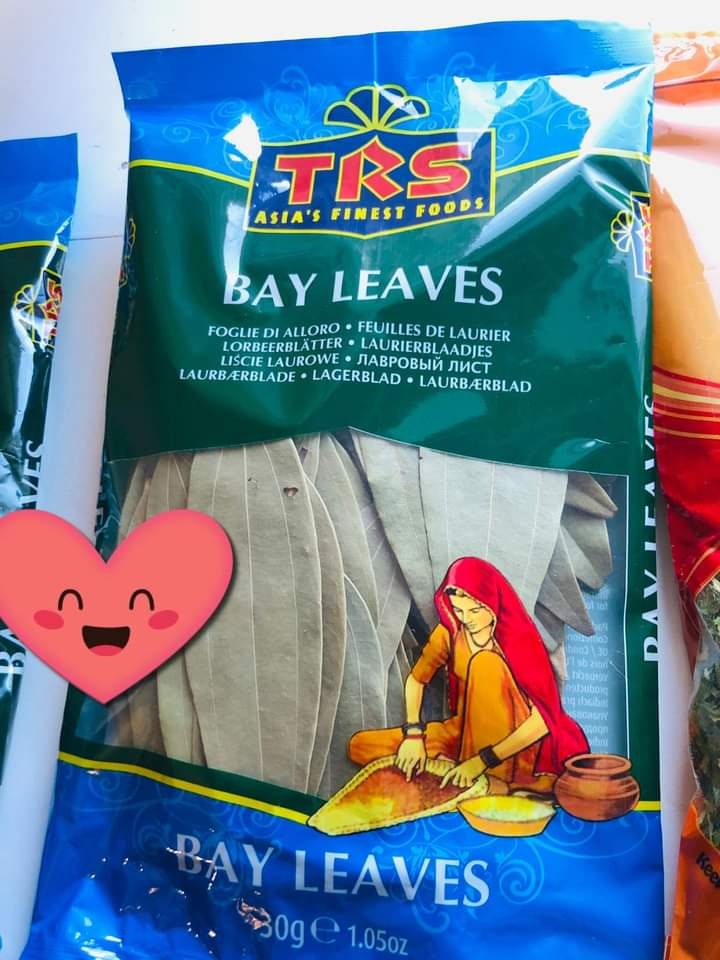 TRS
ASIA'S FINEST FOODS
BAY LEAVES
FOGLIE DI ALLORO • FEUILLES DE LAURIER
LORBEERBLÄTTER • LAURIERBLAADJES
LIŚCIE LAUROWE • ЛАВРОВЫЙ ЛИСТ
LAURBÆRBLADE • LAGERBLAD • LAURBÆRBLAD
BAY LEAVES
BAY LEAVES
30g ℮ 1.05oz